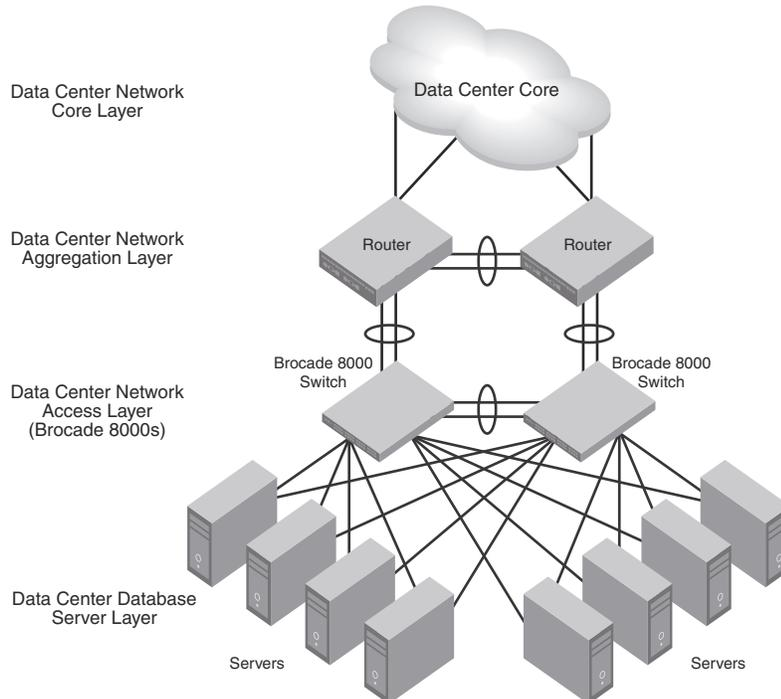 Data Center Network
Core Layer
Data Center Core
Data Center Network
Aggregation Layer
Router
Router
Brocade 8000
Switch
Brocade 8000
Switch
Data Center Network
Access Layer
(Brocade 8000s)
Data Center Database
Server Layer
Servers
Servers